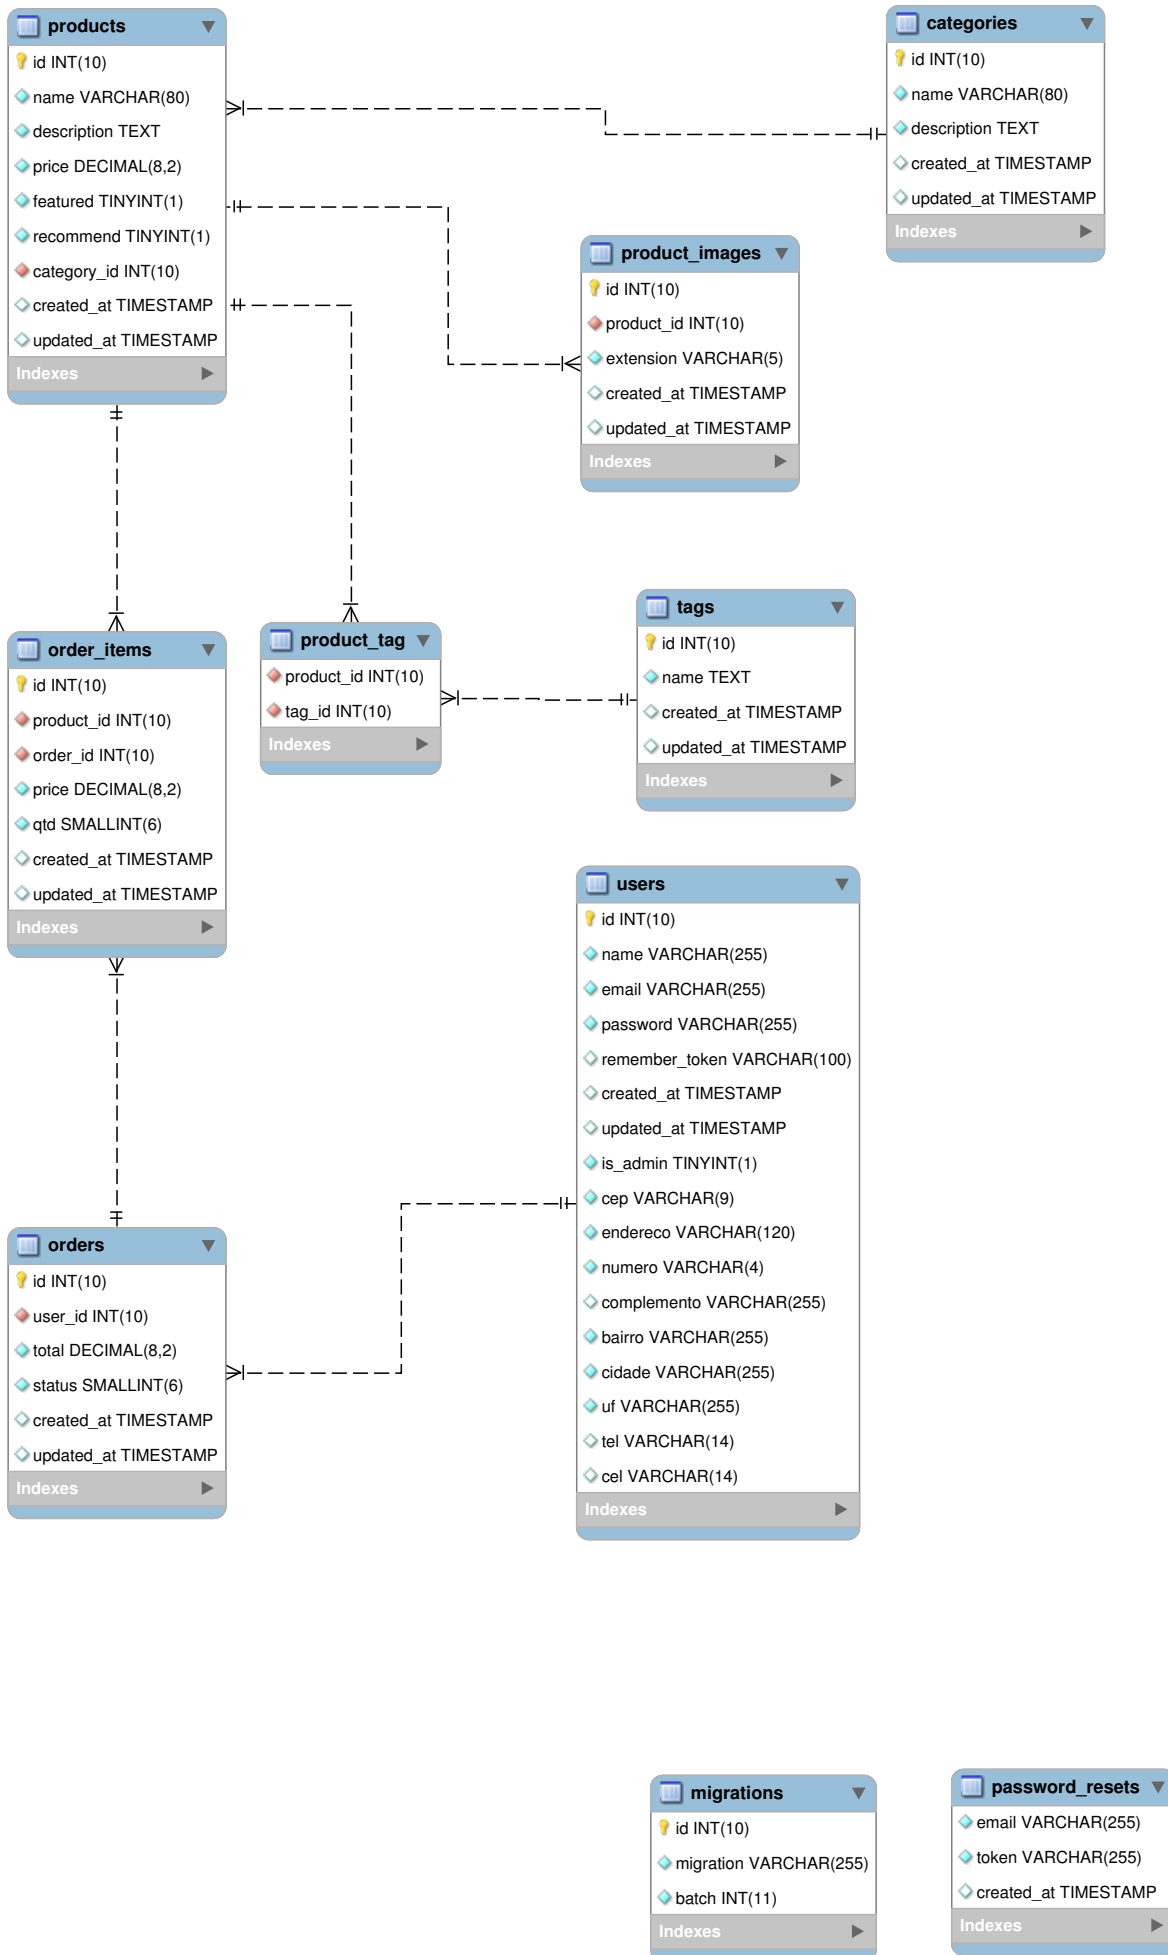 products
id INT(10)
name VARCHAR(80)
description TEXT
price DECIMAL(8,2)
featured TINYINT(1)
recommend TINYINT(1)
category_id INT(10)
created_at TIMESTAMP
updated_at TIMESTAMP
Indexes
categories
id INT(10)
name VARCHAR(80)
description TEXT
created_at TIMESTAMP
updated_at TIMESTAMP
Indexes
product_images
id INT(10)
product_id INT(10)
extension VARCHAR(5)
created_at TIMESTAMP
updated_at TIMESTAMP
Indexes
order_items
id INT(10)
product_id INT(10)
order_id INT(10)
price DECIMAL(8,2)
qtd SMALLINT(6)
created_at TIMESTAMP
updated_at TIMESTAMP
Indexes
product_tag
product_id INT(10)
tag_id INT(10)
Indexes
tags
id INT(10)
name TEXT
created_at TIMESTAMP
updated_at TIMESTAMP
Indexes
users
id INT(10)
name VARCHAR(255)
email VARCHAR(255)
password VARCHAR(255)
remember_token VARCHAR(100)
created_at TIMESTAMP
updated_at TIMESTAMP
is_admin TINYINT(1)
cep VARCHAR(9)
endereco VARCHAR(120)
numero VARCHAR(4)
complemento VARCHAR(255)
bairro VARCHAR(255)
cidade VARCHAR(255)
uf VARCHAR(255)
tel VARCHAR(14)
cel VARCHAR(14)
Indexes
orders
id INT(10)
user_id INT(10)
total DECIMAL(8,2)
status SMALLINT(6)
created_at TIMESTAMP
updated_at TIMESTAMP
Indexes
migrations
id INT(10)
migration VARCHAR(255)
batch INT(11)
Indexes
password_resets
email VARCHAR(255)
token VARCHAR(255)
created_at TIMESTAMP
Indexes